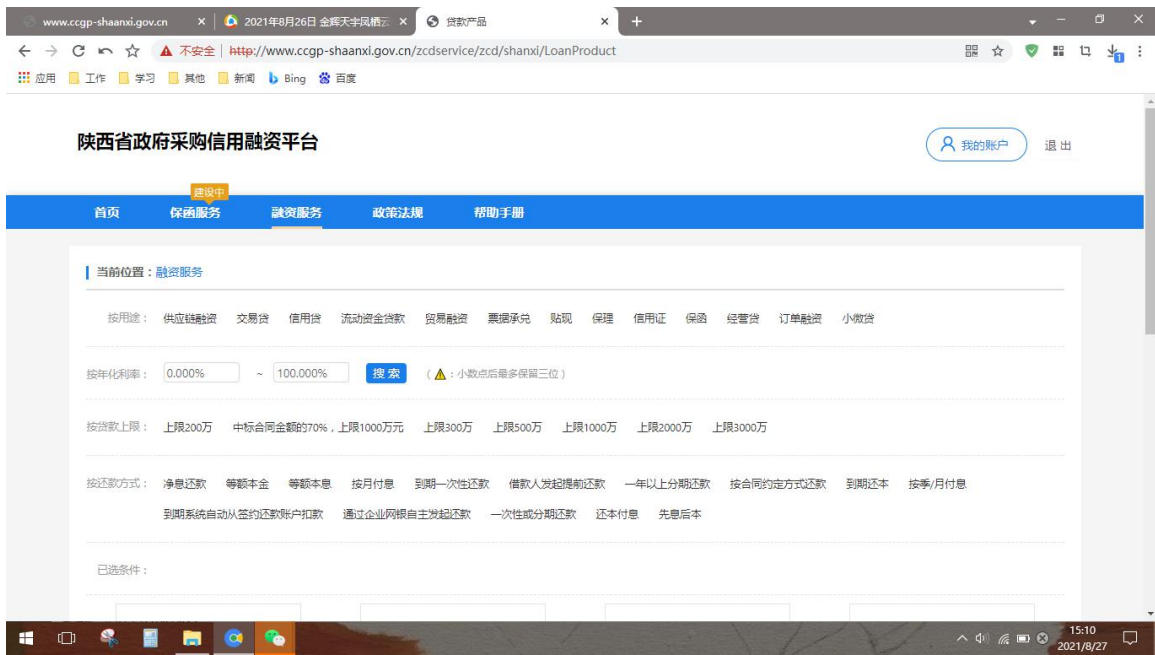 www.ccgp-shaanxi.gov.cn
2021年8月26日 金辉天宇凤栖云
贷款产品
不安全 | http://www.ccgp-shaanxi.gov.cn/zcdservice/zcd/shanxi/LoanProduct
应用 工作 学习 其他 新闻 Bing 百度
陕西省政府采购信用融资平台
我的账户 退出
建设中
首页 保函服务 融资服务 政策法规 帮助手册
当前位置：融资服务
按用途： 供应链融资 交易贷 信用贷 流动资金贷款 贸易融资 票据承兑 贴现 保理 信用证 保函 经营贷 订单融资 小微贷
按年化利率： 0.000% ~ 100.000% 搜索 （ ：小数点后最多保留三位）
按贷款上限： 上限200万 中标合同金额的70%，上限1000万元 上限300万 上限500万 上限1000万 上限2000万 上限3000万
按还款方式： 净息还款 等额本金 等额本息 按月付息 到期一次性还款 借款人发起提前还款 一年以上分期还款 按合同约定方式还款 到期还本 按季/月付息
到期系统自动从签约还款账户扣款 通过企业网银自主发起还款 一次性或分期还款 还本付息 先息后本
已选条件：
15:10
2021/8/27